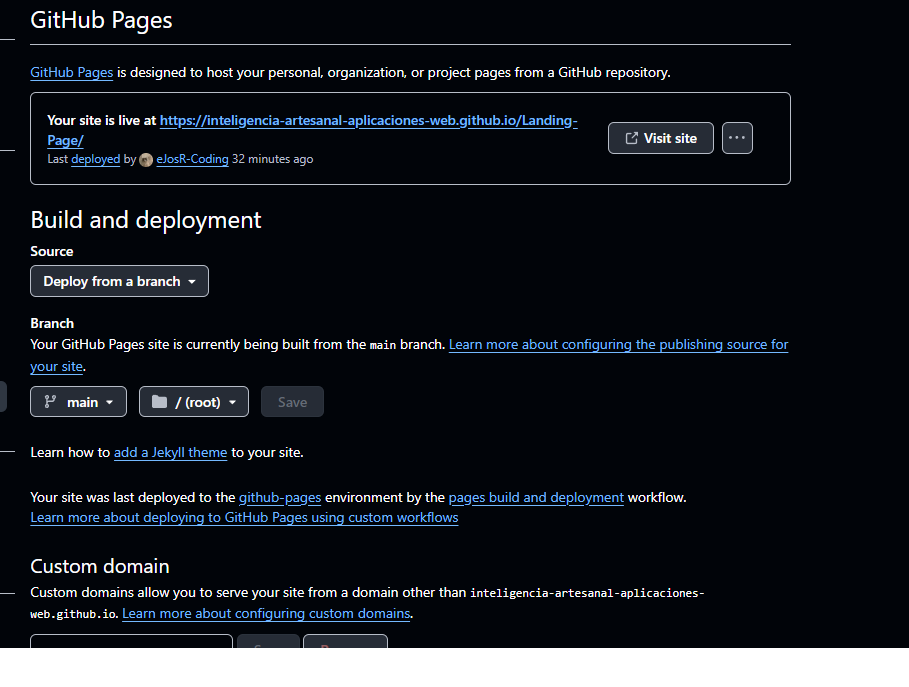 GitHub Pages
GitHub Pages is designed to host your personal, organization, or project pages from a GitHub repository.
Your site is live at https://inteligencia-artesanal-aplicaciones-web.github.io/Landing-
Page/
Last deployed by eJosR-Coding 32 minutes ago
Visit site
Build and deployment
Source
Deploy from a branch
Branch
Your GitHub Pages site is currently being built from the main branch. Learn more about configuring the publishing source for
your site.
main / (root) Save
Learn how to add a Jekyll theme to your site.
Your site was last deployed to the github-pages environment by the pages build and deployment workflow.
Learn more about deploying to GitHub Pages using custom workflows
Custom domain
Custom domains allow you to serve your site from a domain other than inteligencia-artesanal-aplicaciones-
web.github.io. Learn more about configuring custom domains.